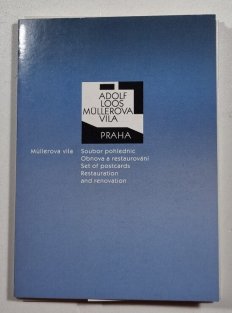 ADOLF
LOOS
MÜLLEROVA
VILA
PRAHA
Müllerova vila Soubor pohlednic
Obnova a restaurování
Set of postcards
Restauration
and renovation